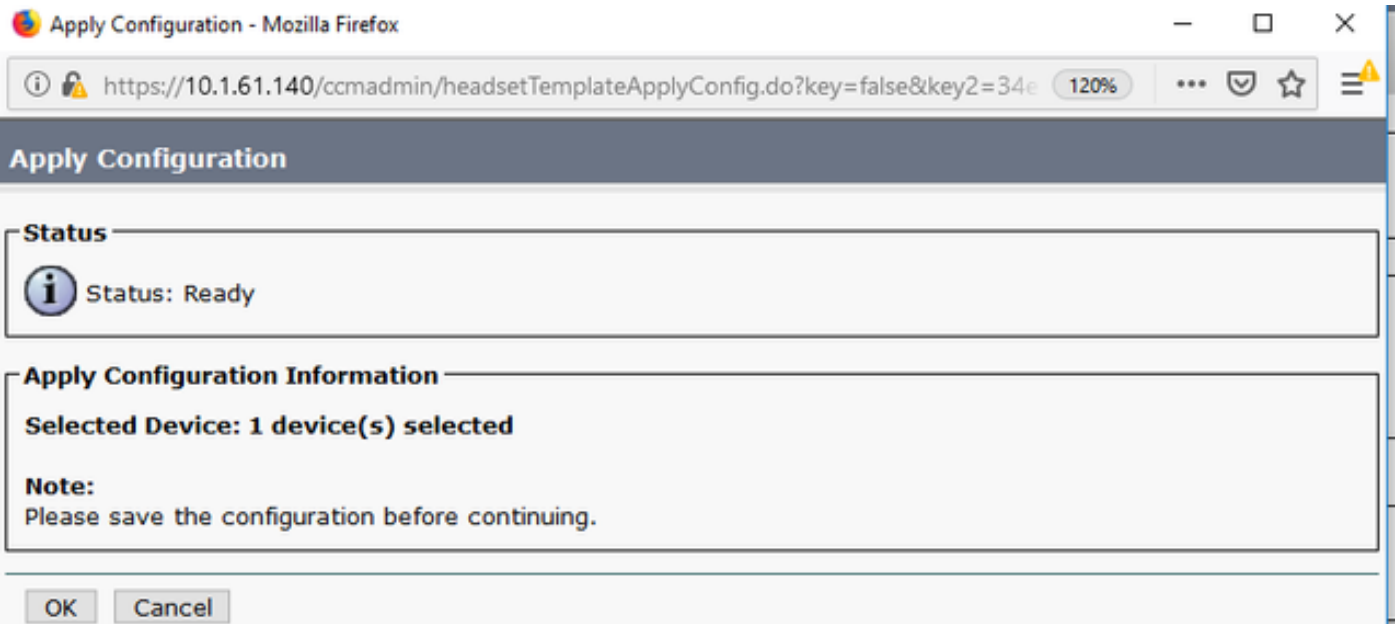 Apply Configuration - Mozilla Firefox
https://10.1.61.140/ccmadmin/headsetTemplateApplyConfig.do?key=false&key2=34e 120%
Apply Configuration
Status
Status: Ready
Apply Configuration Information
Selected Device: 1 device(s) selected
Note:
Please save the configuration before continuing.
OK Cancel